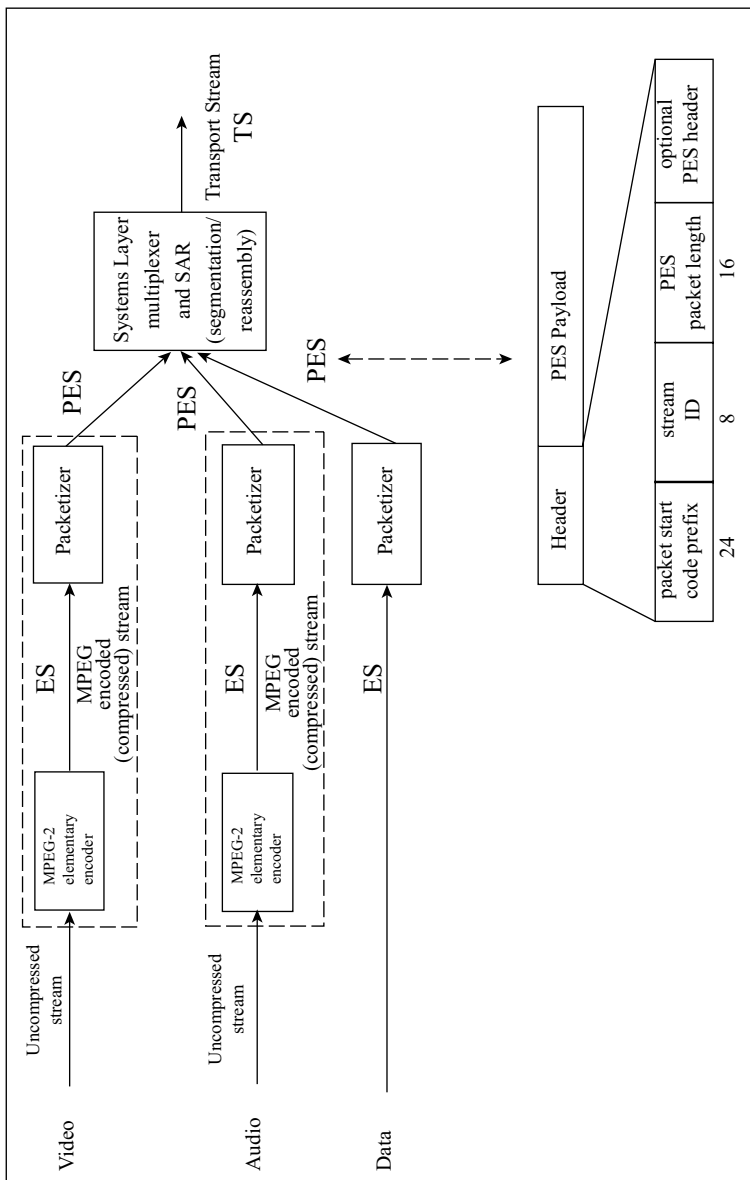 Video
Uncompressed
stream
MPEG-2
elementary
encoder
ES
MPEG
encoded
(compressed) stream
Packetizer
PES
Audio
Uncompressed
stream
MPEG-2
elementary
encoder
ES
MPEG
encoded
(compressed) stream
Packetizer
PES
Data
ES
Packetizer
PES
Systems Layer
multiplexer
and SAR
(segmentation/
reassembly)
Transport Stream
TS
Header
PES Payload
packet start
code prefix
stream
ID
PES
packet length
optional
PES header
24
8
16